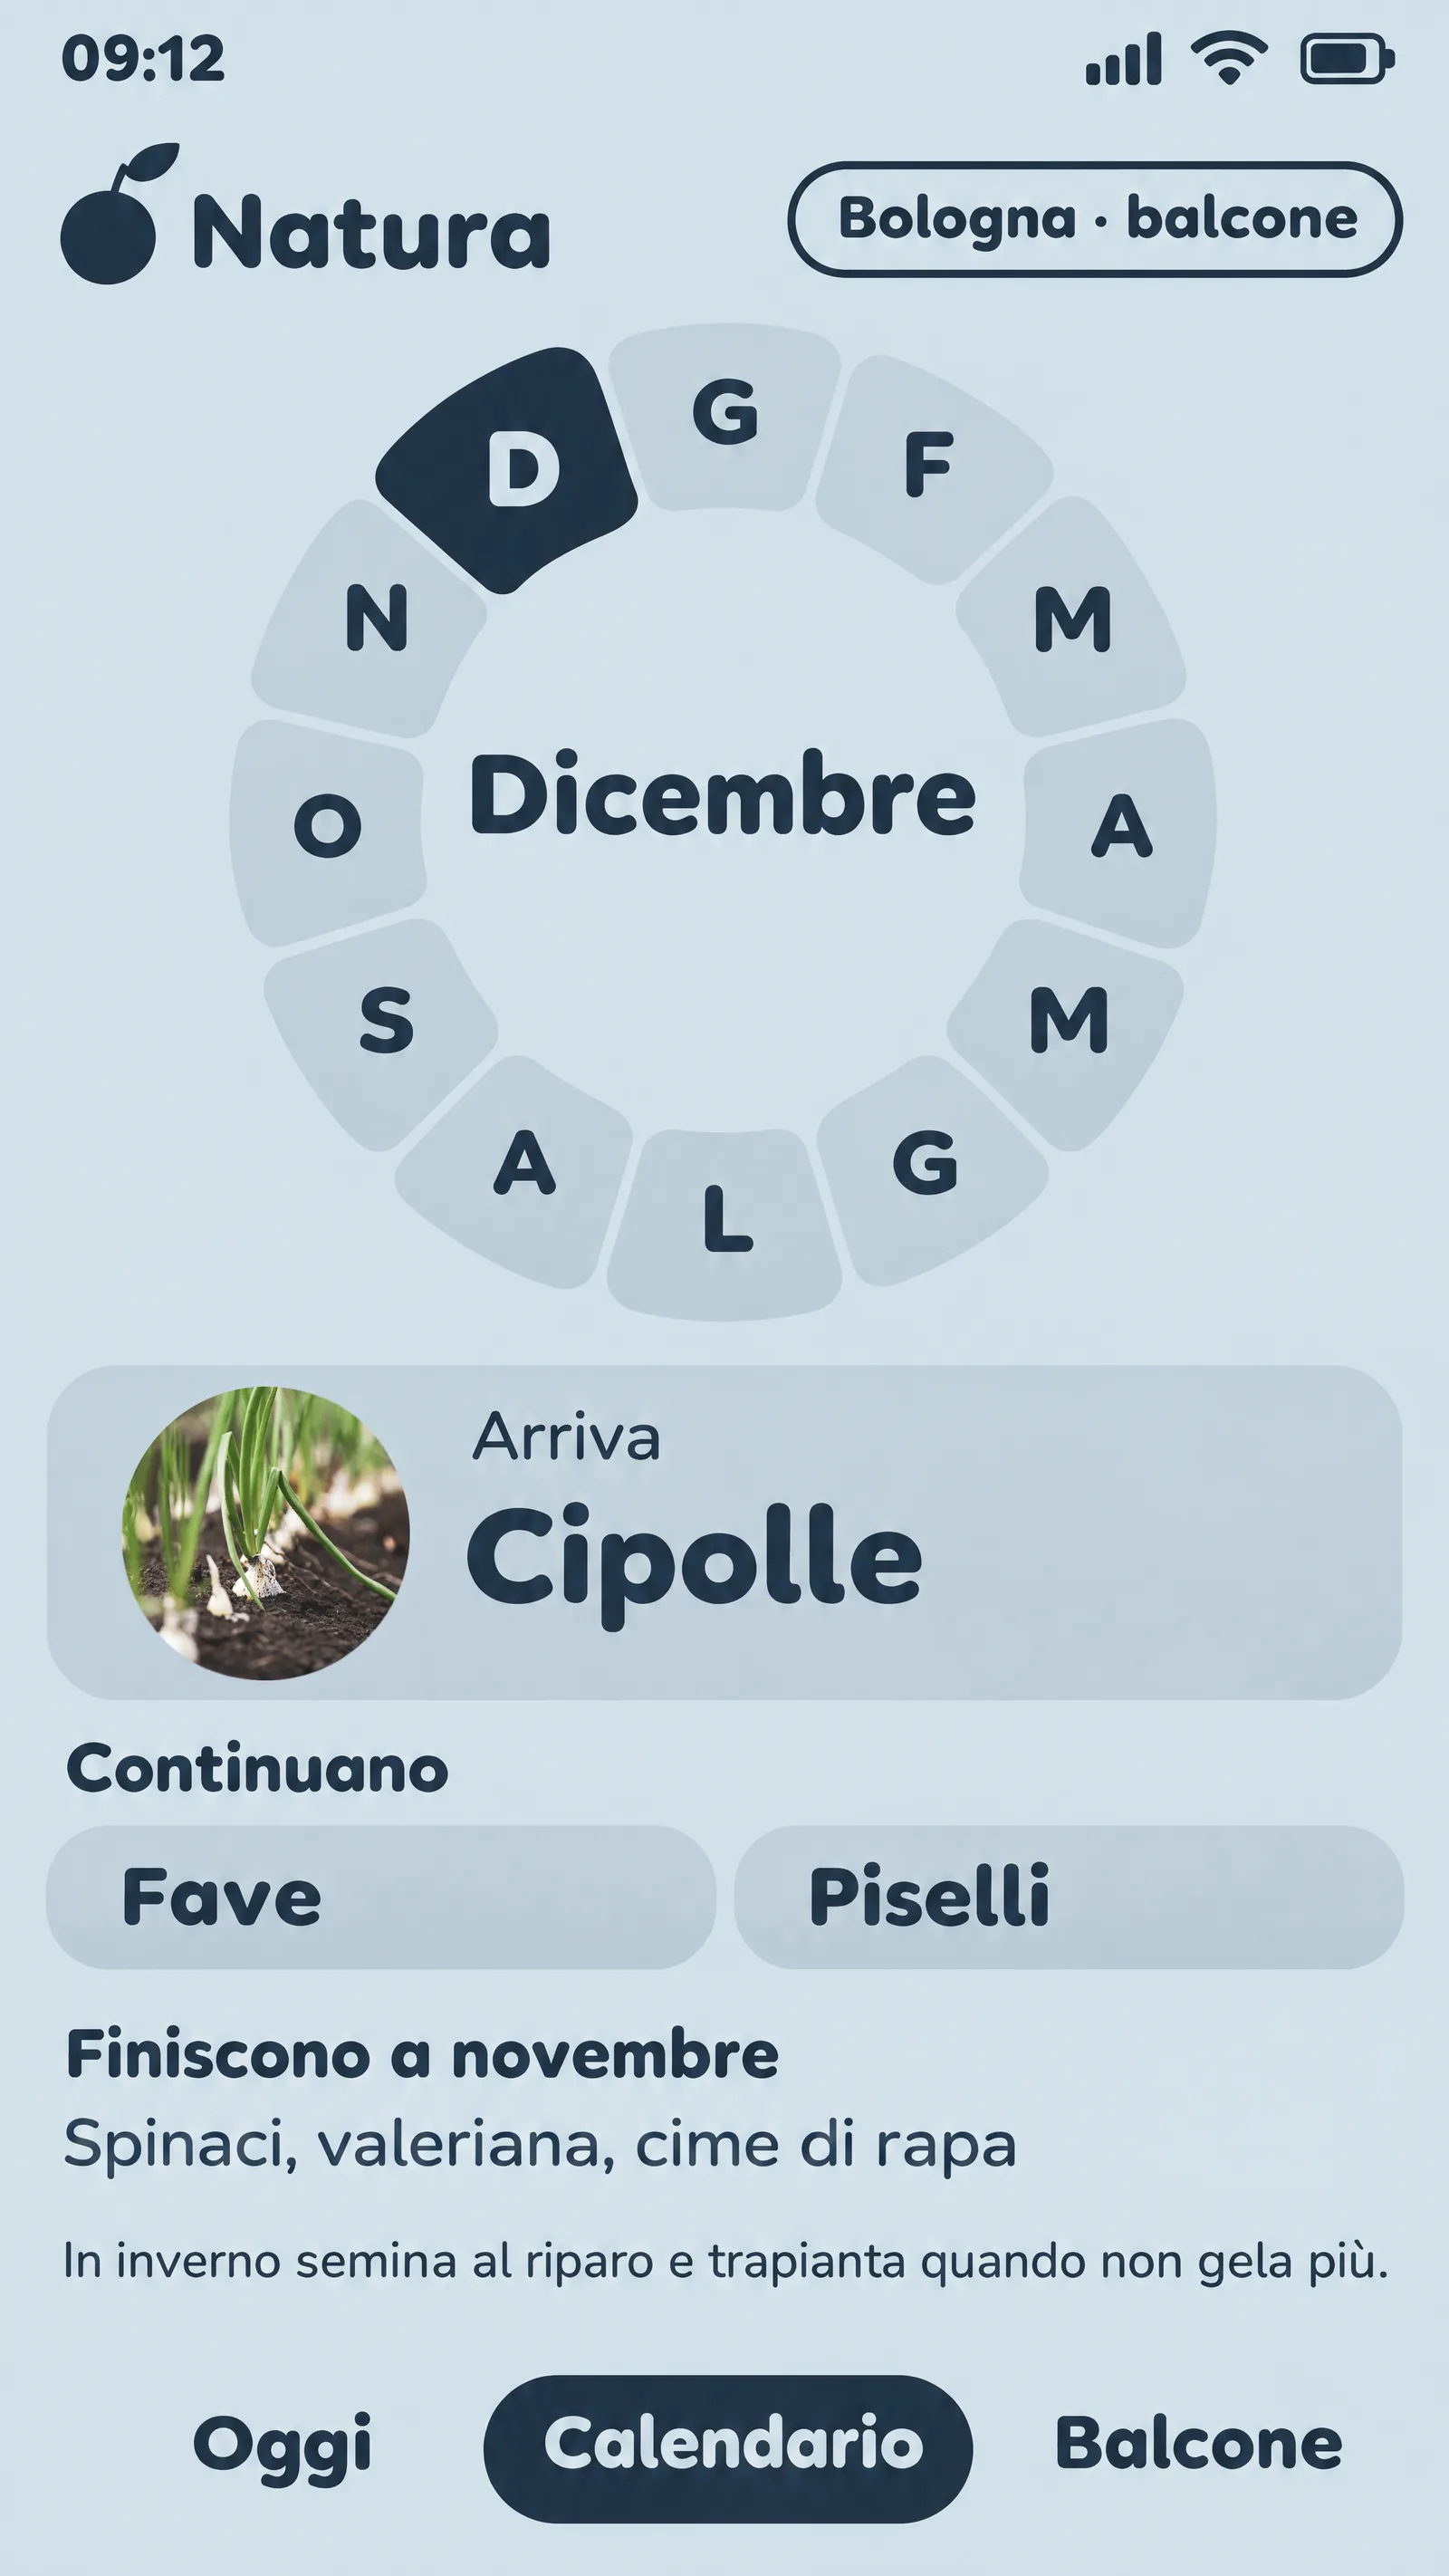 09:12
Natura
Bologna · balcone
G
F
M
A
M
G
L
A
S
O
N
D
Dicembre
Arriva
Cipolle
Continuano
Fave
Piselli
Finiscono a novembre
Spinaci, valeriana, cime di rapa
In inverno semina al riparo e trapianta quando non gela più.
Oggi
Calendario
Balcone